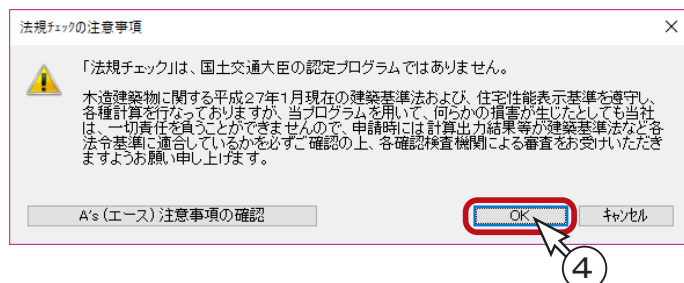 法規ﾁｪｯｸの注意事項
「法規チェック」は、国土交通大臣の認定プログラムではありません。
木造建築物に関する平成27年1月現在の建築基準法および、住宅性能表示基準を遵守し、
各種計算を行なっておりますが、当プログラムを用いて、何らかの損害が生じたとしても当社
は、一切責任を負うことができませんので、申請時には計算出力結果等が建築基準法など各
法令基準に適合しているかを必ずご確認の上、各確認検査機関による審査をお受けいただき
ますようお願い申し上げます。
A's（エース）注意事項の確認
OK
ｷｬﾝｾﾙ
4